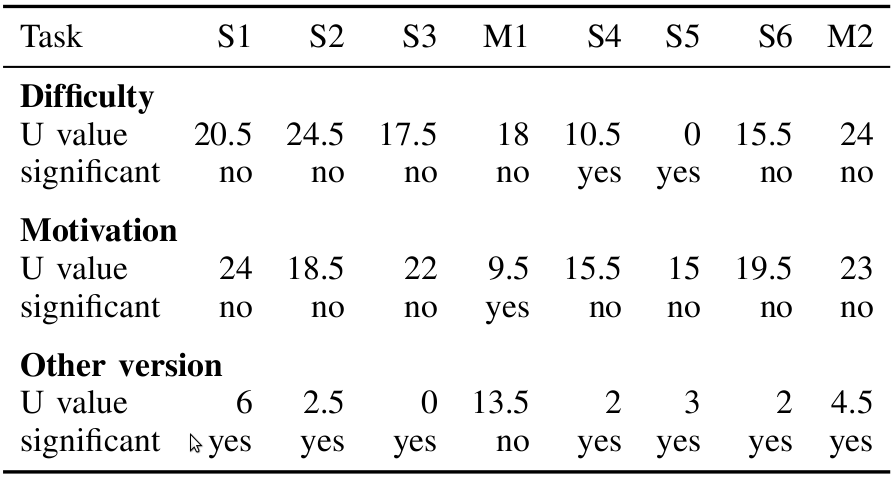 Task S1 S2 S3 M1 S4 S5 S6 M2
Difficulty
U value 20.5 24.5 17.5 18 10.5 0 15.5 24
significant no no no no yes yes no no
Motivation
U value 24 18.5 22 9.5 15.5 15 19.5 23
significant no no no yes no no no no
Other version
U value 6 2.5 0 13.5 2 3 2 4.5
significant yes yes yes no yes yes yes yes